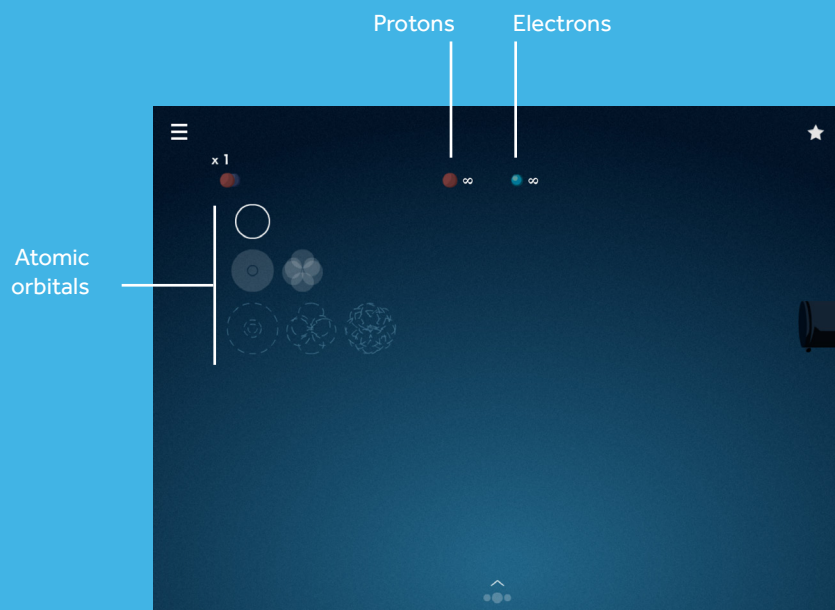 Protons
Electrons
x 1
∞
∞
Atomic
orbitals